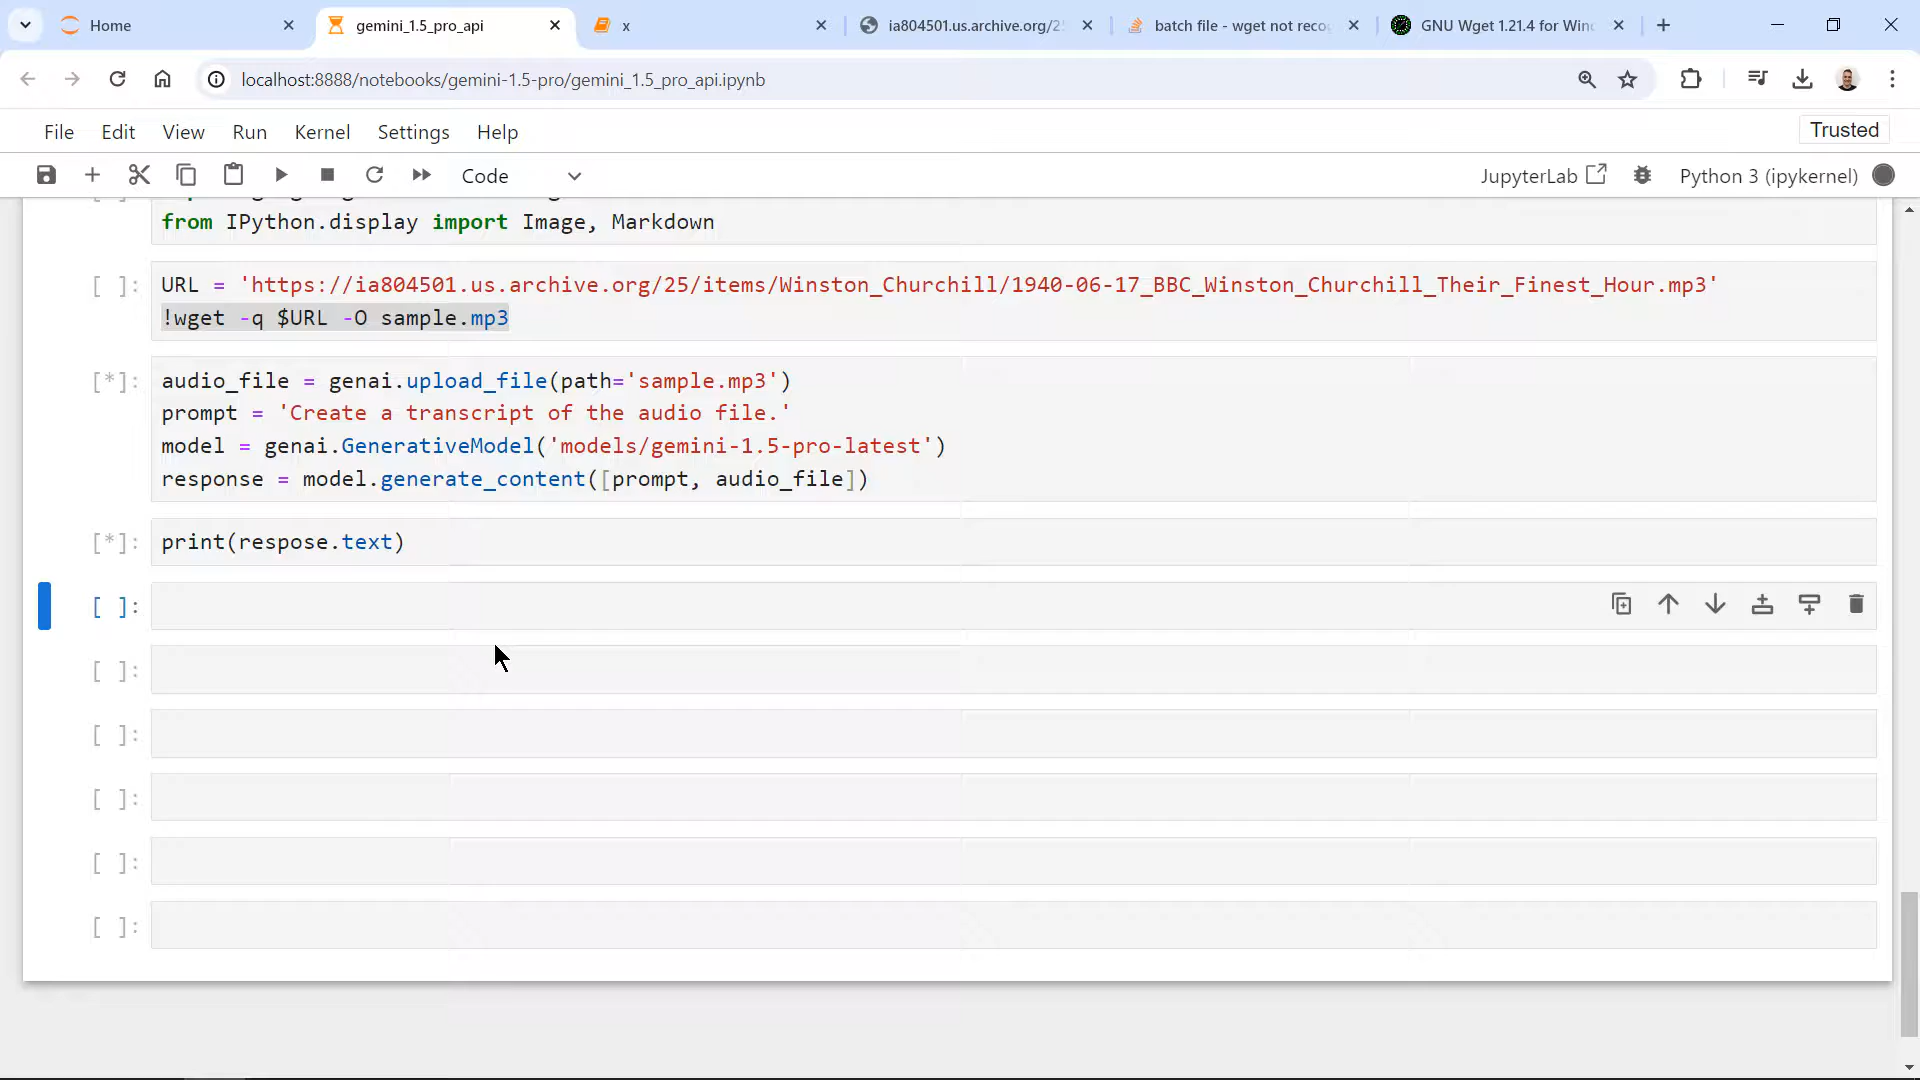 Home
gemini_1.5_pro_api
x
ia804501.us.archive.org/2
batch file - wget not reco
GNU Wget 1.21.4 for Win
localhost:8888/notebooks/gemini-1.5-pro/gemini_1.5_pro_api.ipynb
File Edit View Run Kernel Settings Help
Trusted
Code
JupyterLab
Python 3 (ipykernel)
from IPython.display import Image, Markdown
[ ]: URL = 'https://ia804501.us.archive.org/25/items/Winston_Churchill/1940-06-17_BBC_Winston_Churchill_Their_Finest_Hour.mp3'
!wget -q $URL -O sample.mp3
[*]: audio_file = genai.upload_file(path='sample.mp3')
prompt = 'Create a transcript of the audio file.'
model = genai.GenerativeModel('models/gemini-1.5-pro-latest')
response = model.generate_content([prompt, audio_file])
[*]: print(respose.text)
[ ]:
[ ]:
[ ]:
[ ]:
[ ]:
[ ]: